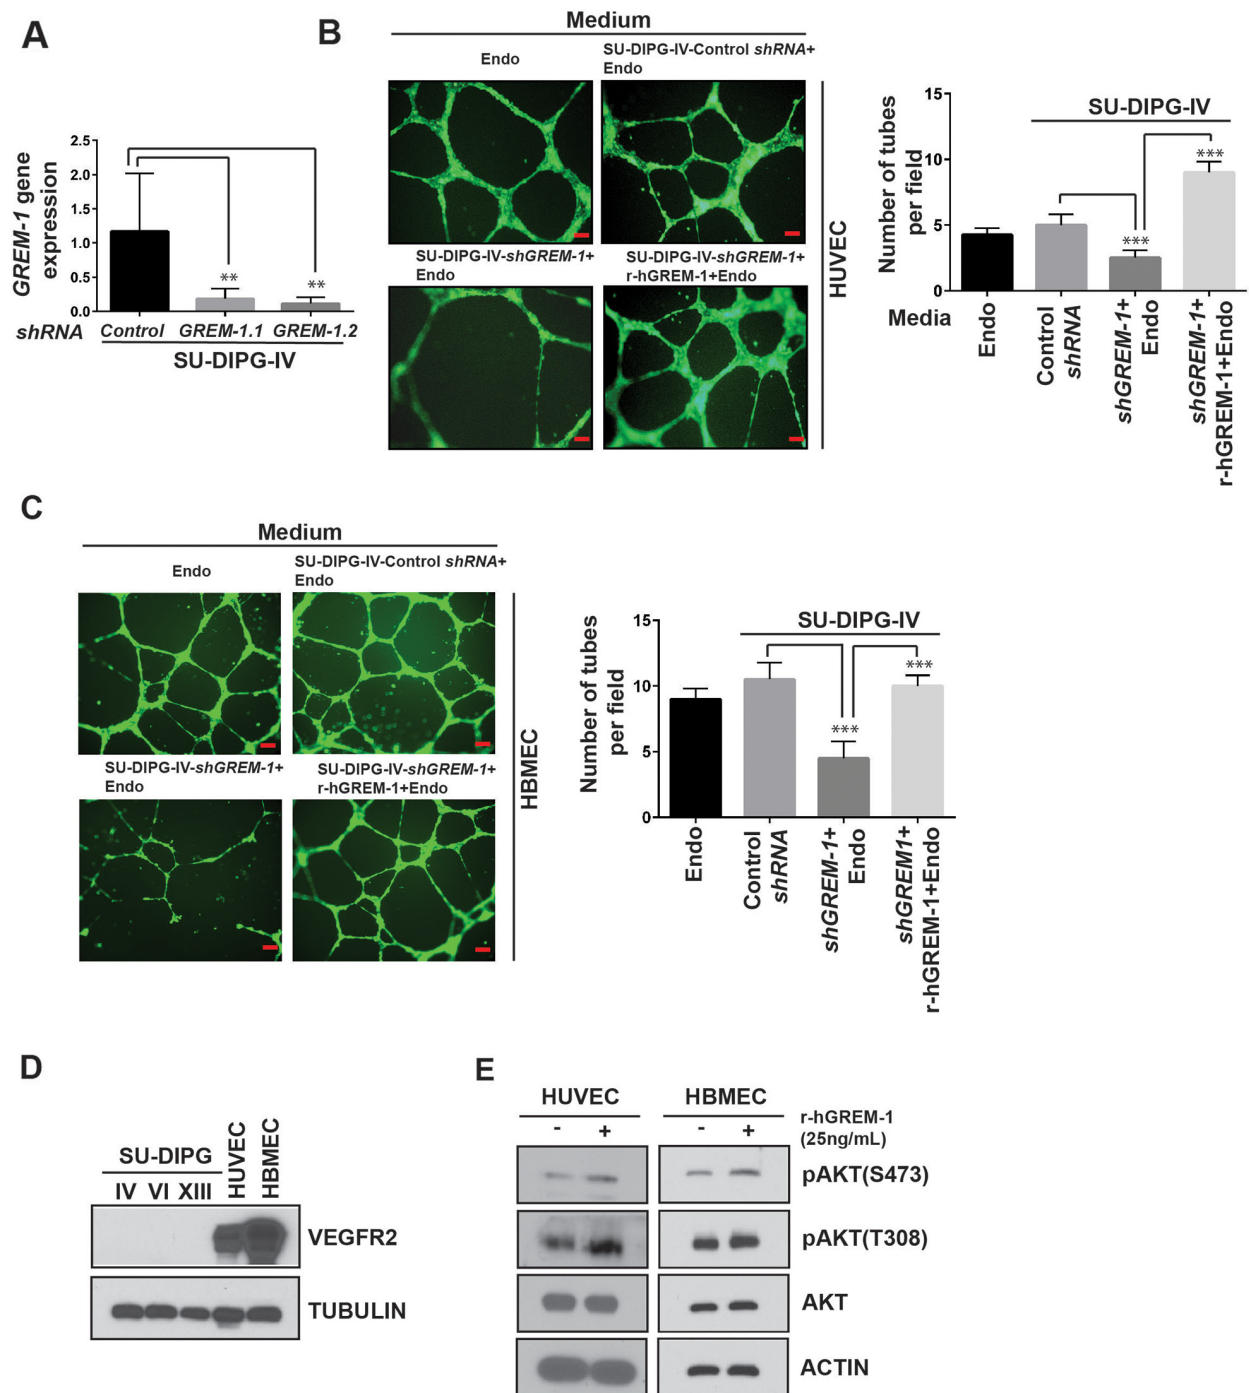 A
GREM-1 gene
expression
2.5
2.0
1.5
1.0
0.5
0.0
**
**
shRNA
Control
GREM-1.1
GREM-1.2
SU-DIPG-IV
B
Medium
Endo
SU-DIPG-IV-Control shRNA+
Endo
SU-DIPG-IV-shGREM-1+
Endo
SU-DIPG-IV-shGREM-1+
r-hGREM-1+Endo
HUVEC
Number of tubes
per field
15
10
5
0
SU-DIPG-IV
***
***
Media
Endo
Control
shRNA
shGREM-1+
Endo
shGREM-1+
r-hGREM-1+Endo
C
Medium
Endo
SU-DIPG-IV-Control shRNA+
Endo
SU-DIPG-IV-shGREM-1+
Endo
SU-DIPG-IV-shGREM-1+
r-hGREM-1+Endo
HBMEC
Number of tubes
per field
15
10
5
0
SU-DIPG-IV
***
***
Endo
Control
shRNA
shGREM-1+
Endo
shGREM1+
r-hGREM-1+Endo
D
SU-DIPG
IV VI XIII
HUVEC
HBMEC
VEGFR2
TUBULIN
E
HUVEC
HBMEC
- +
- +
r-hGREM-1
(25ng/mL)
pAKT(S473)
pAKT(T308)
AKT
ACTIN